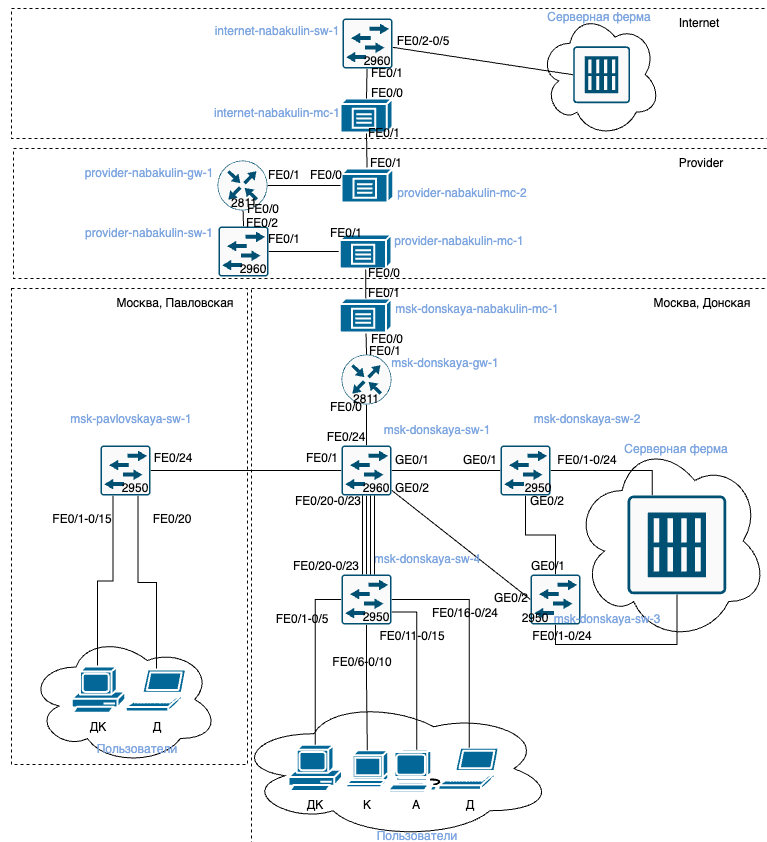 Серверная ферма
Internet
internet-nabakulin-sw-1
FE0/2-0/5
2960
FE0/1
FE0/0
internet-nabakulin-mc-1
FE0/1
FE0/1
Provider
provider-nabakulin-gw-1
FE0/1
FE0/0
provider-nabakulin-mc-2
2811
FE0/0
FE0/2
provider-nabakulin-sw-1
FE0/1
FE0/1
provider-nabakulin-mc-1
2960
FE0/0
FE0/1
Москва, Павловская
Москва, Донская
msk-donskaya-nabakulin-mc-1
FE0/0
FE0/1
msk-donskaya-gw-1
2811
FE0/0
msk-pavlovskaya-sw-1
msk-donskaya-sw-1
msk-donskaya-sw-2
FE0/24
Серверная ферма
FE0/24
FE0/1
GE0/1
GE0/1
FE0/1-0/24
2950
2960
GE0/2
2950
FE0/20-0/23
GE0/2
FE0/1-0/15
FE0/20
FE0/20-0/23
msk-donskaya-sw-4
GE0/1
GE0/2
FE0/1-0/5
2950
FE0/16-0/24
2950
msk-donskaya-sw-3
FE0/11-0/15
FE0/1-0/24
FE0/6-0/10
ДК
Д
Пользователи
?
ДК
К
А
Д
Пользователи